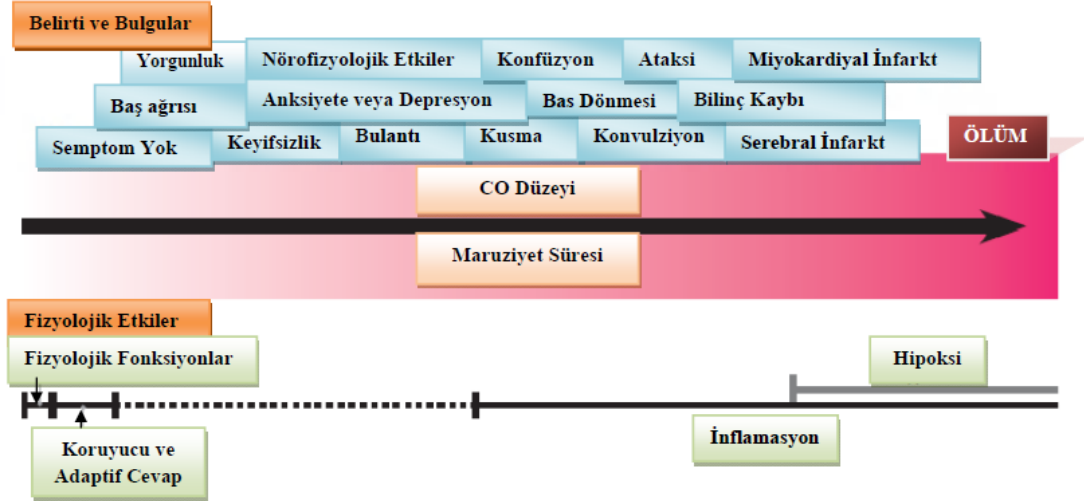 Belirti ve Bulgular
Yorgunluk Nörofizyolojik Etkiler Konfüzyon Ataksi Miyokardiyal İnfarkt
Baş ağrısı Anksiyete veya Depresyon Bas Dönmesi Bilinç Kaybı
Semptom Yok Keyifsizlik Bulantı Kusma Konvulziyon Serebral İnfarkt ÖLÜM
CO Düzeyi
Maruziyet Süresi
Fizyolojik Etkiler
Fizyolojik Fonksiyonlar
Hipoksi
Koruyucu ve
Adaptif Cevap
İnflamasyon